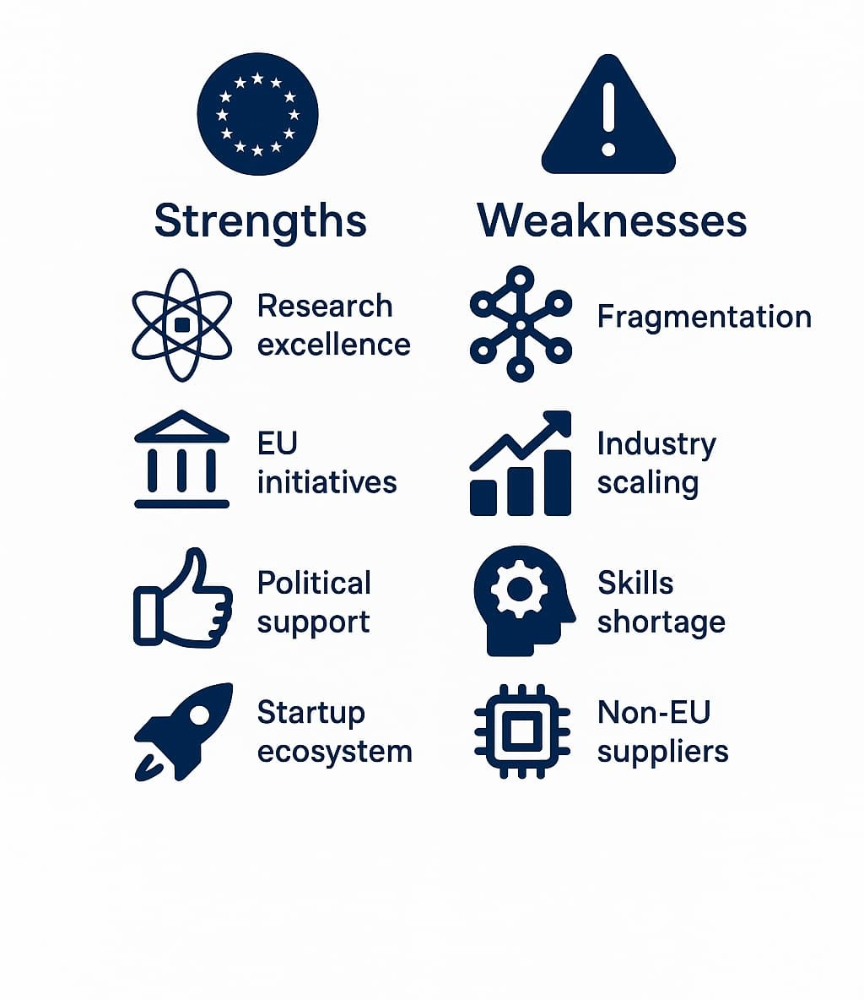 Strengths
Research
excellence
EU
initiatives
Political
support
Startup
ecosystem
Weaknesses
Fragmentation
Industry
scaling
Skills
shortage
Non-EU
suppliers